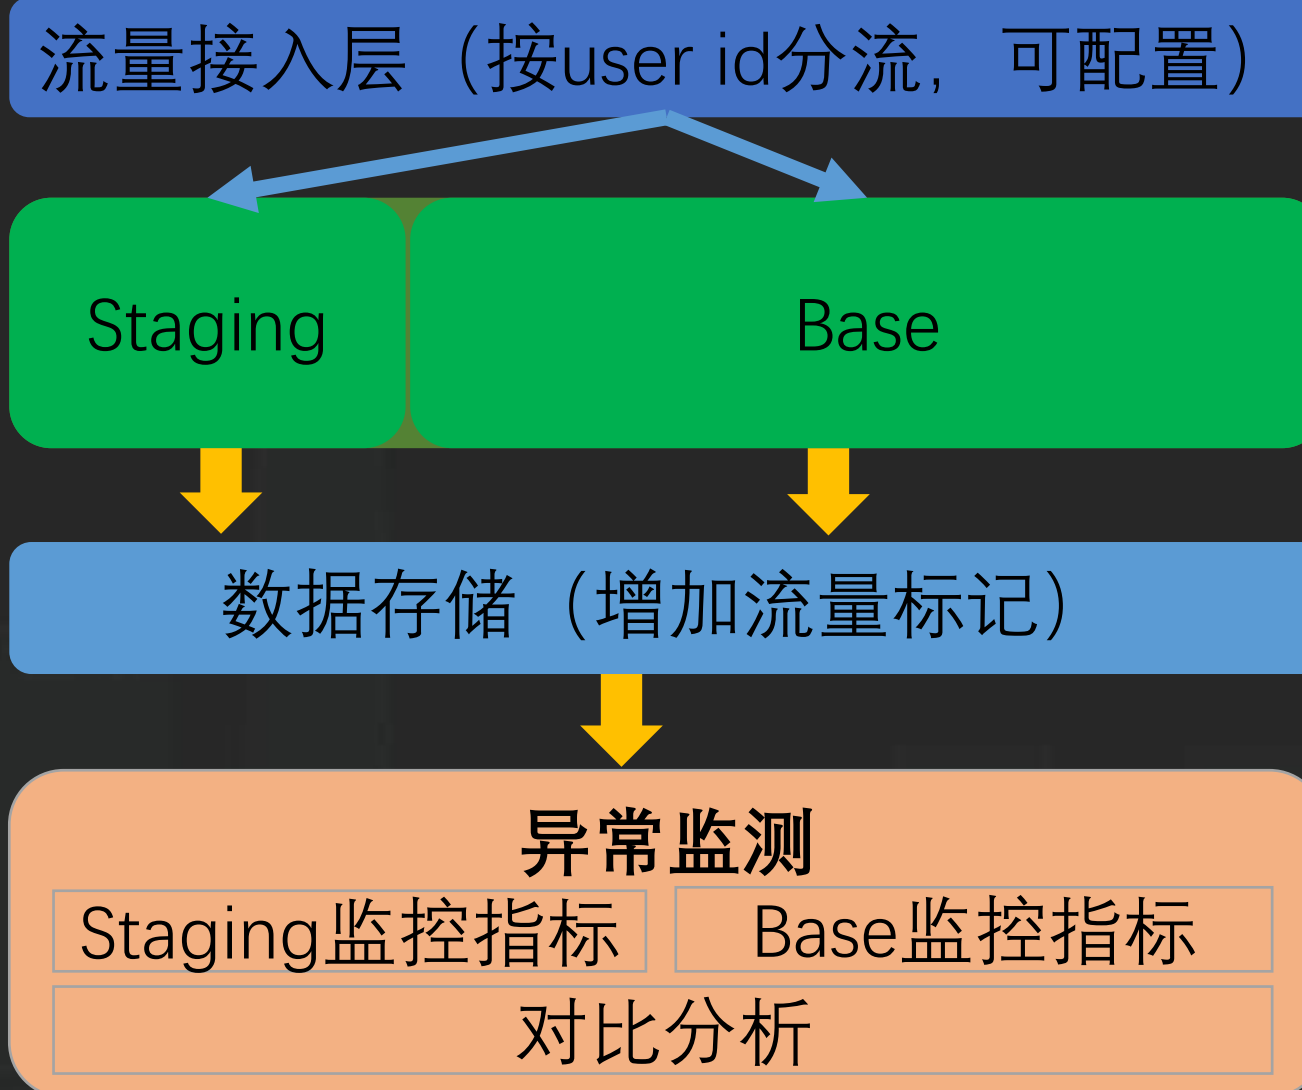 流量接入层（按user id分流，可配置）
Staging
Base
数据存储（增加流量标记）
异常监测
Staging监控指标
Base监控指标
对比分析